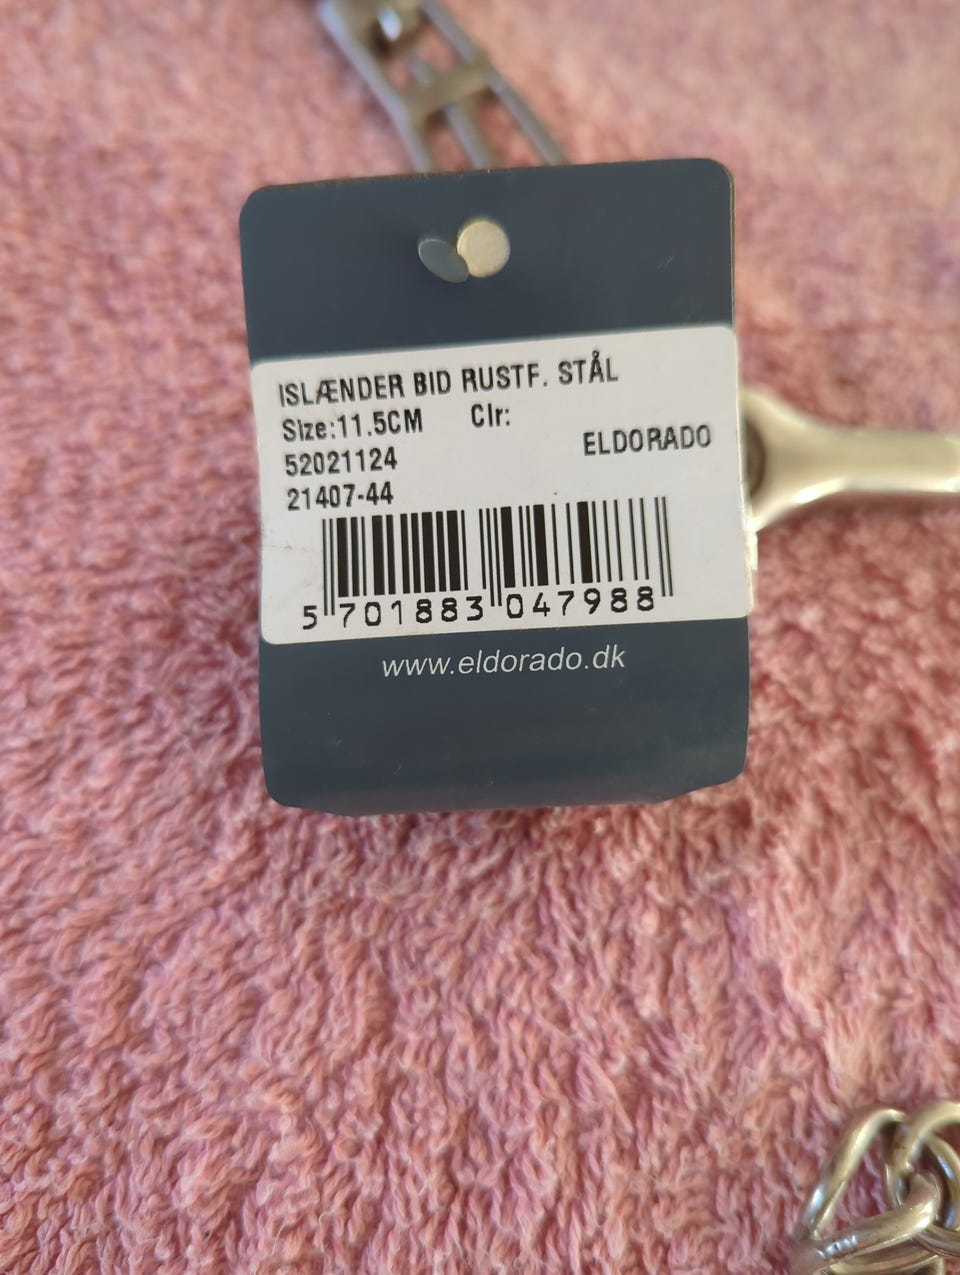 ISLÆNDER BID RUSTF. STÅL
Size:11.5CM Clr:
52021124 ELDORADO
21407-44
5 701883 047988
www.eldorado.dk